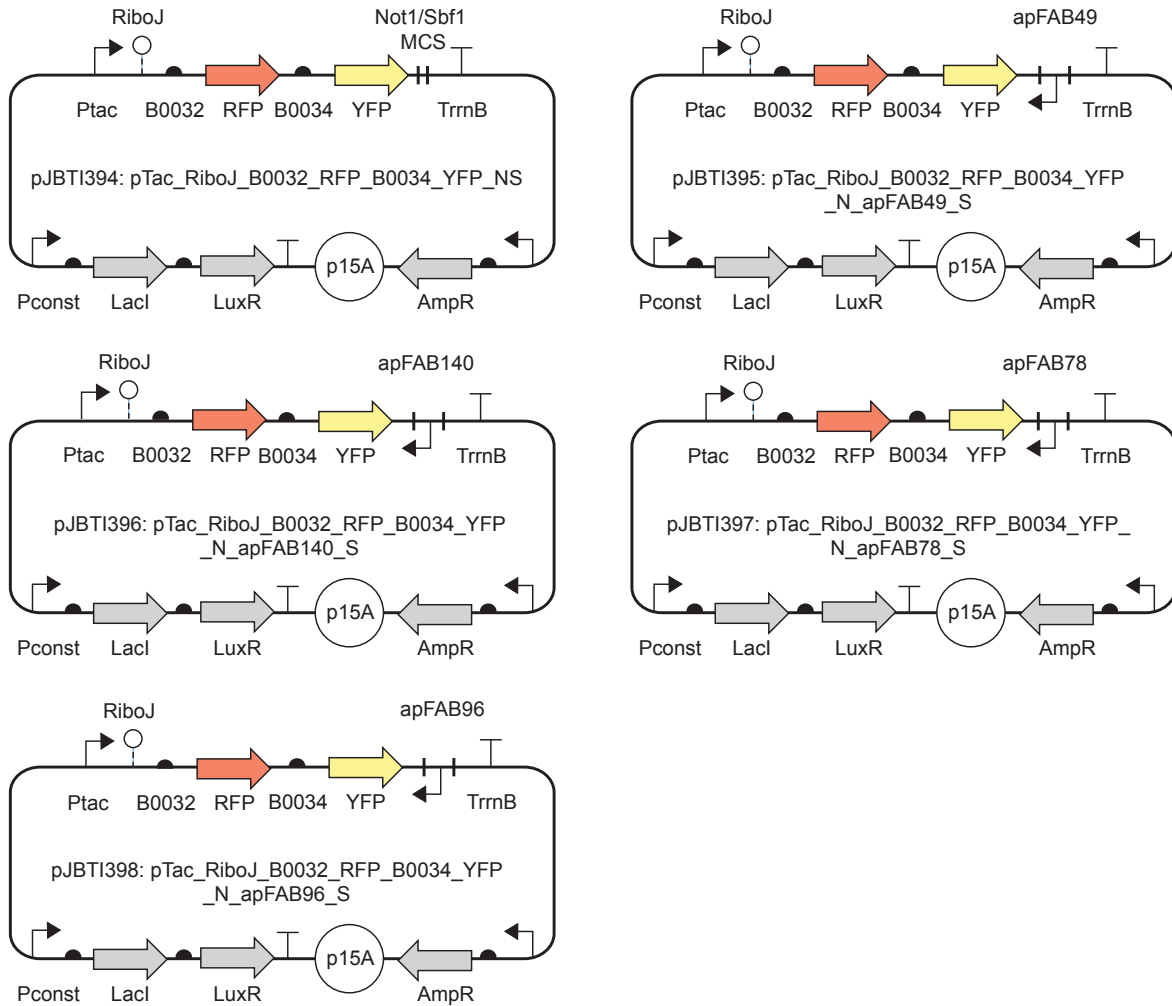 RiboJ
Not1/Sbf1
MCS
Ptac B0032 RFP B0034 YFP TrrnB
pJBTI394: pTac_RiboJ_B0032_RFP_B0034_YFP_NS
p15A
Pconst LacI LuxR AmpR
RiboJ apFAB49
Ptac B0032 RFP B0034 YFP TrrnB
pJBTI395: pTac_RiboJ_B0032_RFP_B0034_YFP
_N_apFAB49_S
p15A
Pconst LacI LuxR AmpR
RiboJ apFAB140
Ptac B0032 RFP B0034 YFP TrrnB
pJBTI396: pTac_RiboJ_B0032_RFP_B0034_YFP
_N_apFAB140_S
p15A
Pconst LacI LuxR AmpR
RiboJ apFAB78
Ptac B0032 RFP B0034 YFP TrrnB
pJBTI397: pTac_RiboJ_B0032_RFP_B0034_YFP_
N_apFAB78_S
p15A
Pconst LacI LuxR AmpR
RiboJ apFAB96
Ptac B0032 RFP B0034 YFP TrrnB
pJBTI398: pTac_RiboJ_B0032_RFP_B0034_YFP
_N_apFAB96_S
p15A
Pconst LacI LuxR AmpR